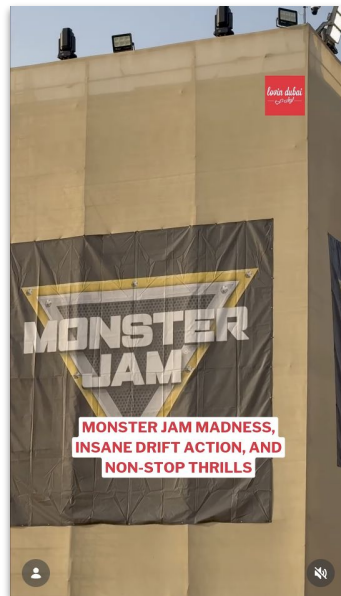 lovin dubai
MONSTER
JAM
MONSTER JAM MADNESS,
INSANE DRIFT ACTION, AND
NON-STOP THRILLS